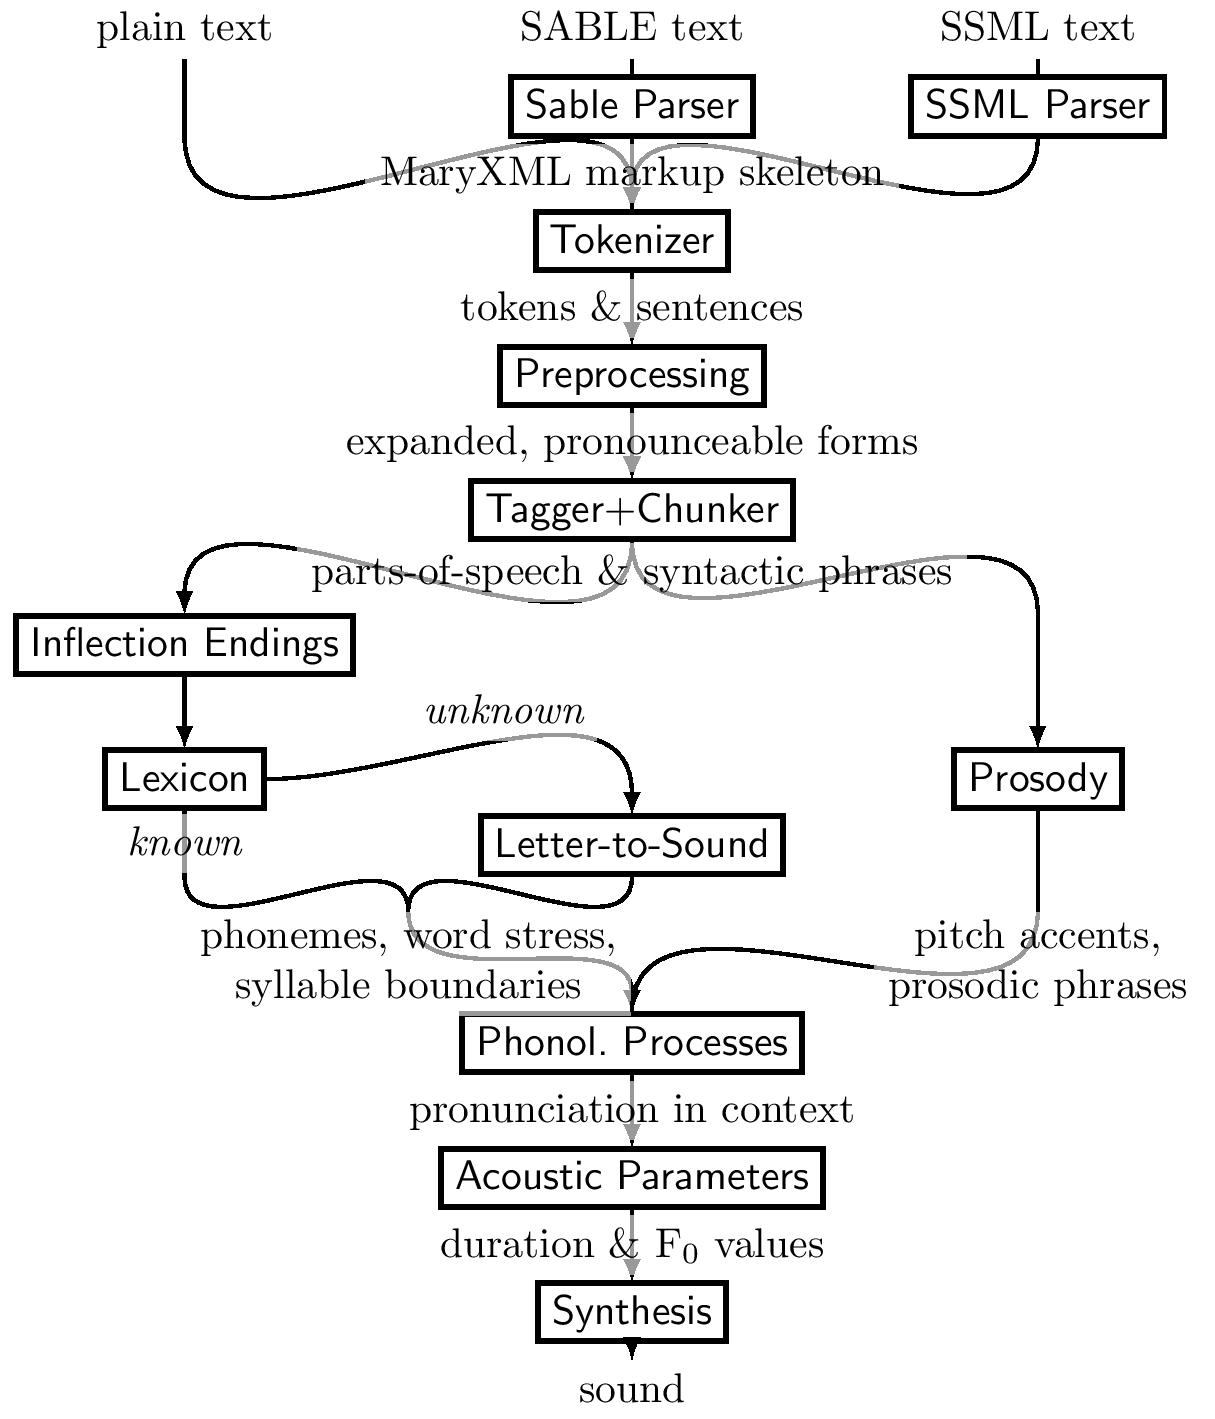 plain text
SABLE text
SSML text
Sable Parser
SSML Parser
MaryXML markup skeleton
Tokenizer
tokens & sentences
Preprocessing
expanded, pronounceable forms
Tagger+Chunker
parts-of-speech & syntactic phrases
Inflection Endings
unknown
Lexicon
Prosody
known
Letter-to-Sound
phonemes, word stress,
syllable boundaries
pitch accents,
prosodic phrases
Phonol. Processes
pronunciation in context
Acoustic Parameters
duration & F₀ values
Synthesis
sound